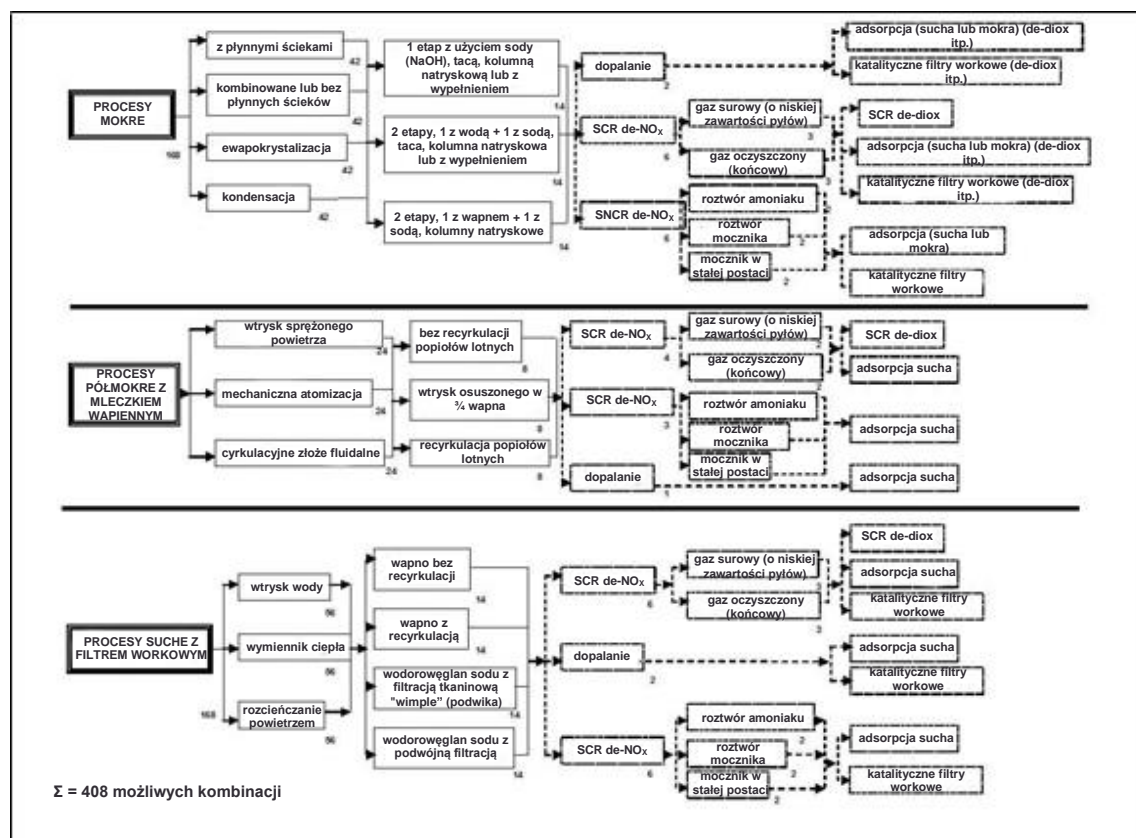 z płynnymi ściekami
42
kombinowane lub bez
płynnych ścieków
42
PROCESY
MOKRE
168
ewapokrystalizacja
42
kondensacja
42
1 etap z użyciem sody
(NaOH), tacą, kolumną
natryskową lub z
wypełnieniem
14
2 etapy, 1 z wodą + 1 z sodą,
taca, kolumna natryskowa
lub z wypełnieniem
14
2 etapy, 1 z wapnem + 1 z
sodą, kolumny natryskowe
14
dopalanie
2
SCR de-NOX
6
SNCR de-NOX
6
gaz surowy (o niskiej
zawartości pyłów)
3
gaz oczyszczony
(końcowy)
3
roztwór amoniaku
2
roztwór
mocznika
2
mocznik w
stałej postaci
2
adsorpcja (sucha lub mokra) (de-diox
itp.)
katalityczne filtry workowe (de-diox
itp.)
SCR de-diox
adsorpcja (sucha lub mokra) (de-diox
itp.)
katalityczne filtry workowe (de-diox
itp.)
adsorpcja (sucha lub
mokra)
katalityczne filtry
workowe
PROCESY
PÓŁMOKRE Z
MLECZKIEM
WAPIENNYM
wtrysk sprężonego
powietrza
24
mechaniczna atomizacja
24
cyrkulacyjne złoże fluidalne
24
bez recyrkulacji
popiołów lotnych
8
wtrysk osuszonego w
¾ wapna
8
recyrkulacja popiołów
lotnych
8
SCR de-NOX
4
SCR de-NOX
3
dopalanie
1
gaz surowy (o niskiej
zawartości pyłów)
2
gaz oczyszczony
(końcowy)
2
roztwór amoniaku
roztwór
mocznika
mocznik w
stałej postaci
SCR de-diox
adsorpcja sucha
adsorpcja sucha
adsorpcja sucha
PROCESY SUCHE Z
FILTREM WORKOWYM
168
wtrysk wody
56
wymiennik ciepła
56
rozcieńczanie
powietrzem
56
wapno bez
recyrkulacji
14
wapno z
recyrkulacją
14
wodorowęglan sodu z
filtracją tkaninową
"wimple” (podwika)
14
wodorowęglan sodu z
podwójną filtracją
14
SCR de-NOX
6
dopalanie
2
SCR de-NOX
6
gaz surowy (o niskiej
zawartości pyłów)
3
gaz oczyszczony
(końcowy)
3
roztwór amoniaku
2
roztwór
mocznika
2
mocznik w
stałej postaci
2
SCR de-diox
adsorpcja sucha
katalityczne filtry
workowe
adsorpcja sucha
katalityczne filtry
workowe
adsorpcja sucha
katalityczne filtry
workowe
Σ = 408 możliwych kombinacji